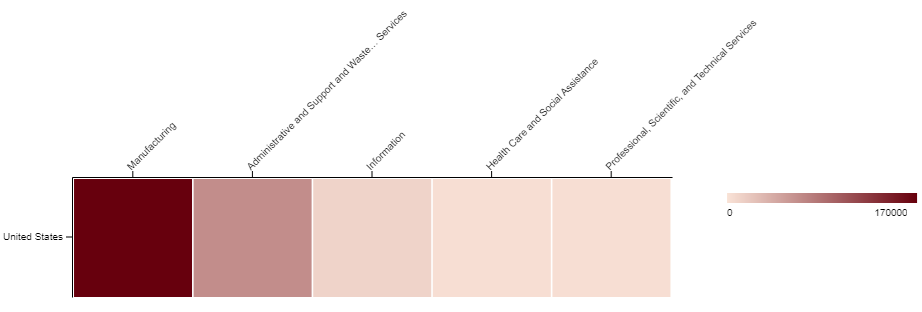 Manufacturing
Administrative and Support and Waste... Services
Information
Health Care and Social Assistance
Professional, Scientific, and Technical Services
United States
0
170000